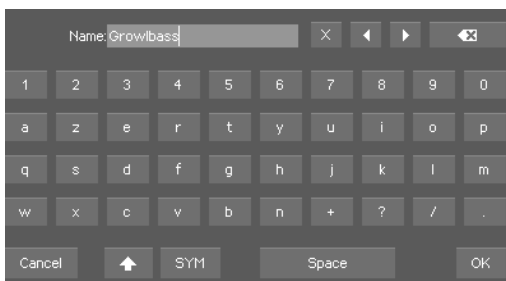 Name: Growlbass X
1 2 3 4 5 6 7 8 9 0
a z e r t y u i o p
q s d f g h j k l m
w x c v b n + ? / .
Cancel SYM Space OK